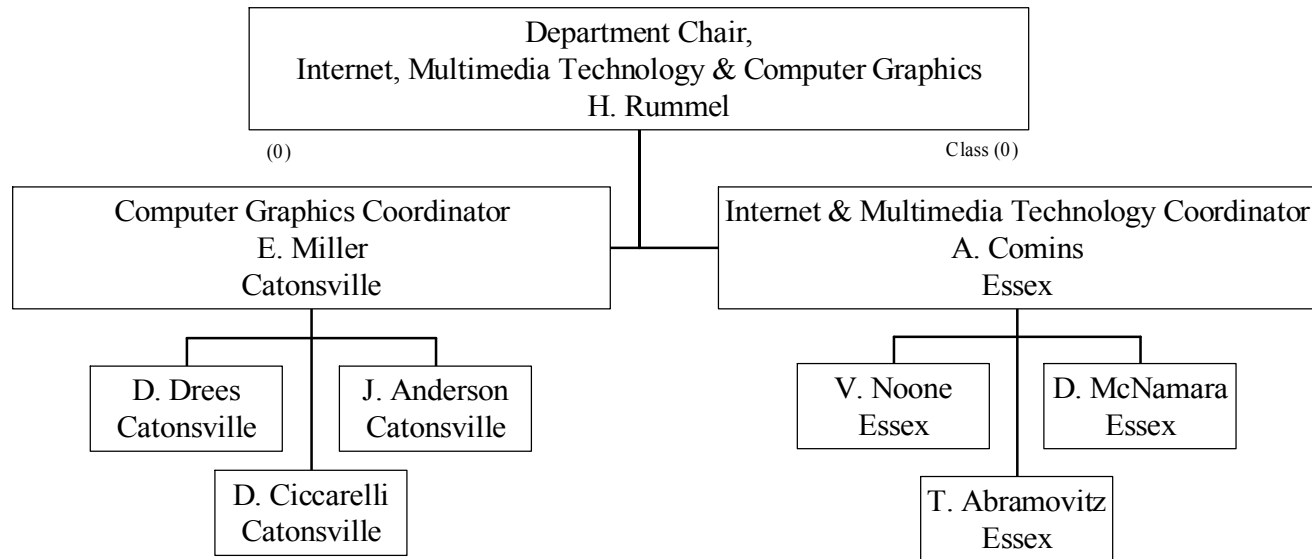 Department Chair,
Internet, Multimedia Technology & Computer Graphics
H. Rummel
(0)
Class (0)
Computer Graphics Coordinator
E. Miller
Catonsville
Internet & Multimedia Technology Coordinator
A. Comins
Essex
D. Drees
Catonsville
J. Anderson
Catonsville
D. Ciccarelli
Catonsville
V. Noone
Essex
D. McNamara
Essex
T. Abramovitz
Essex